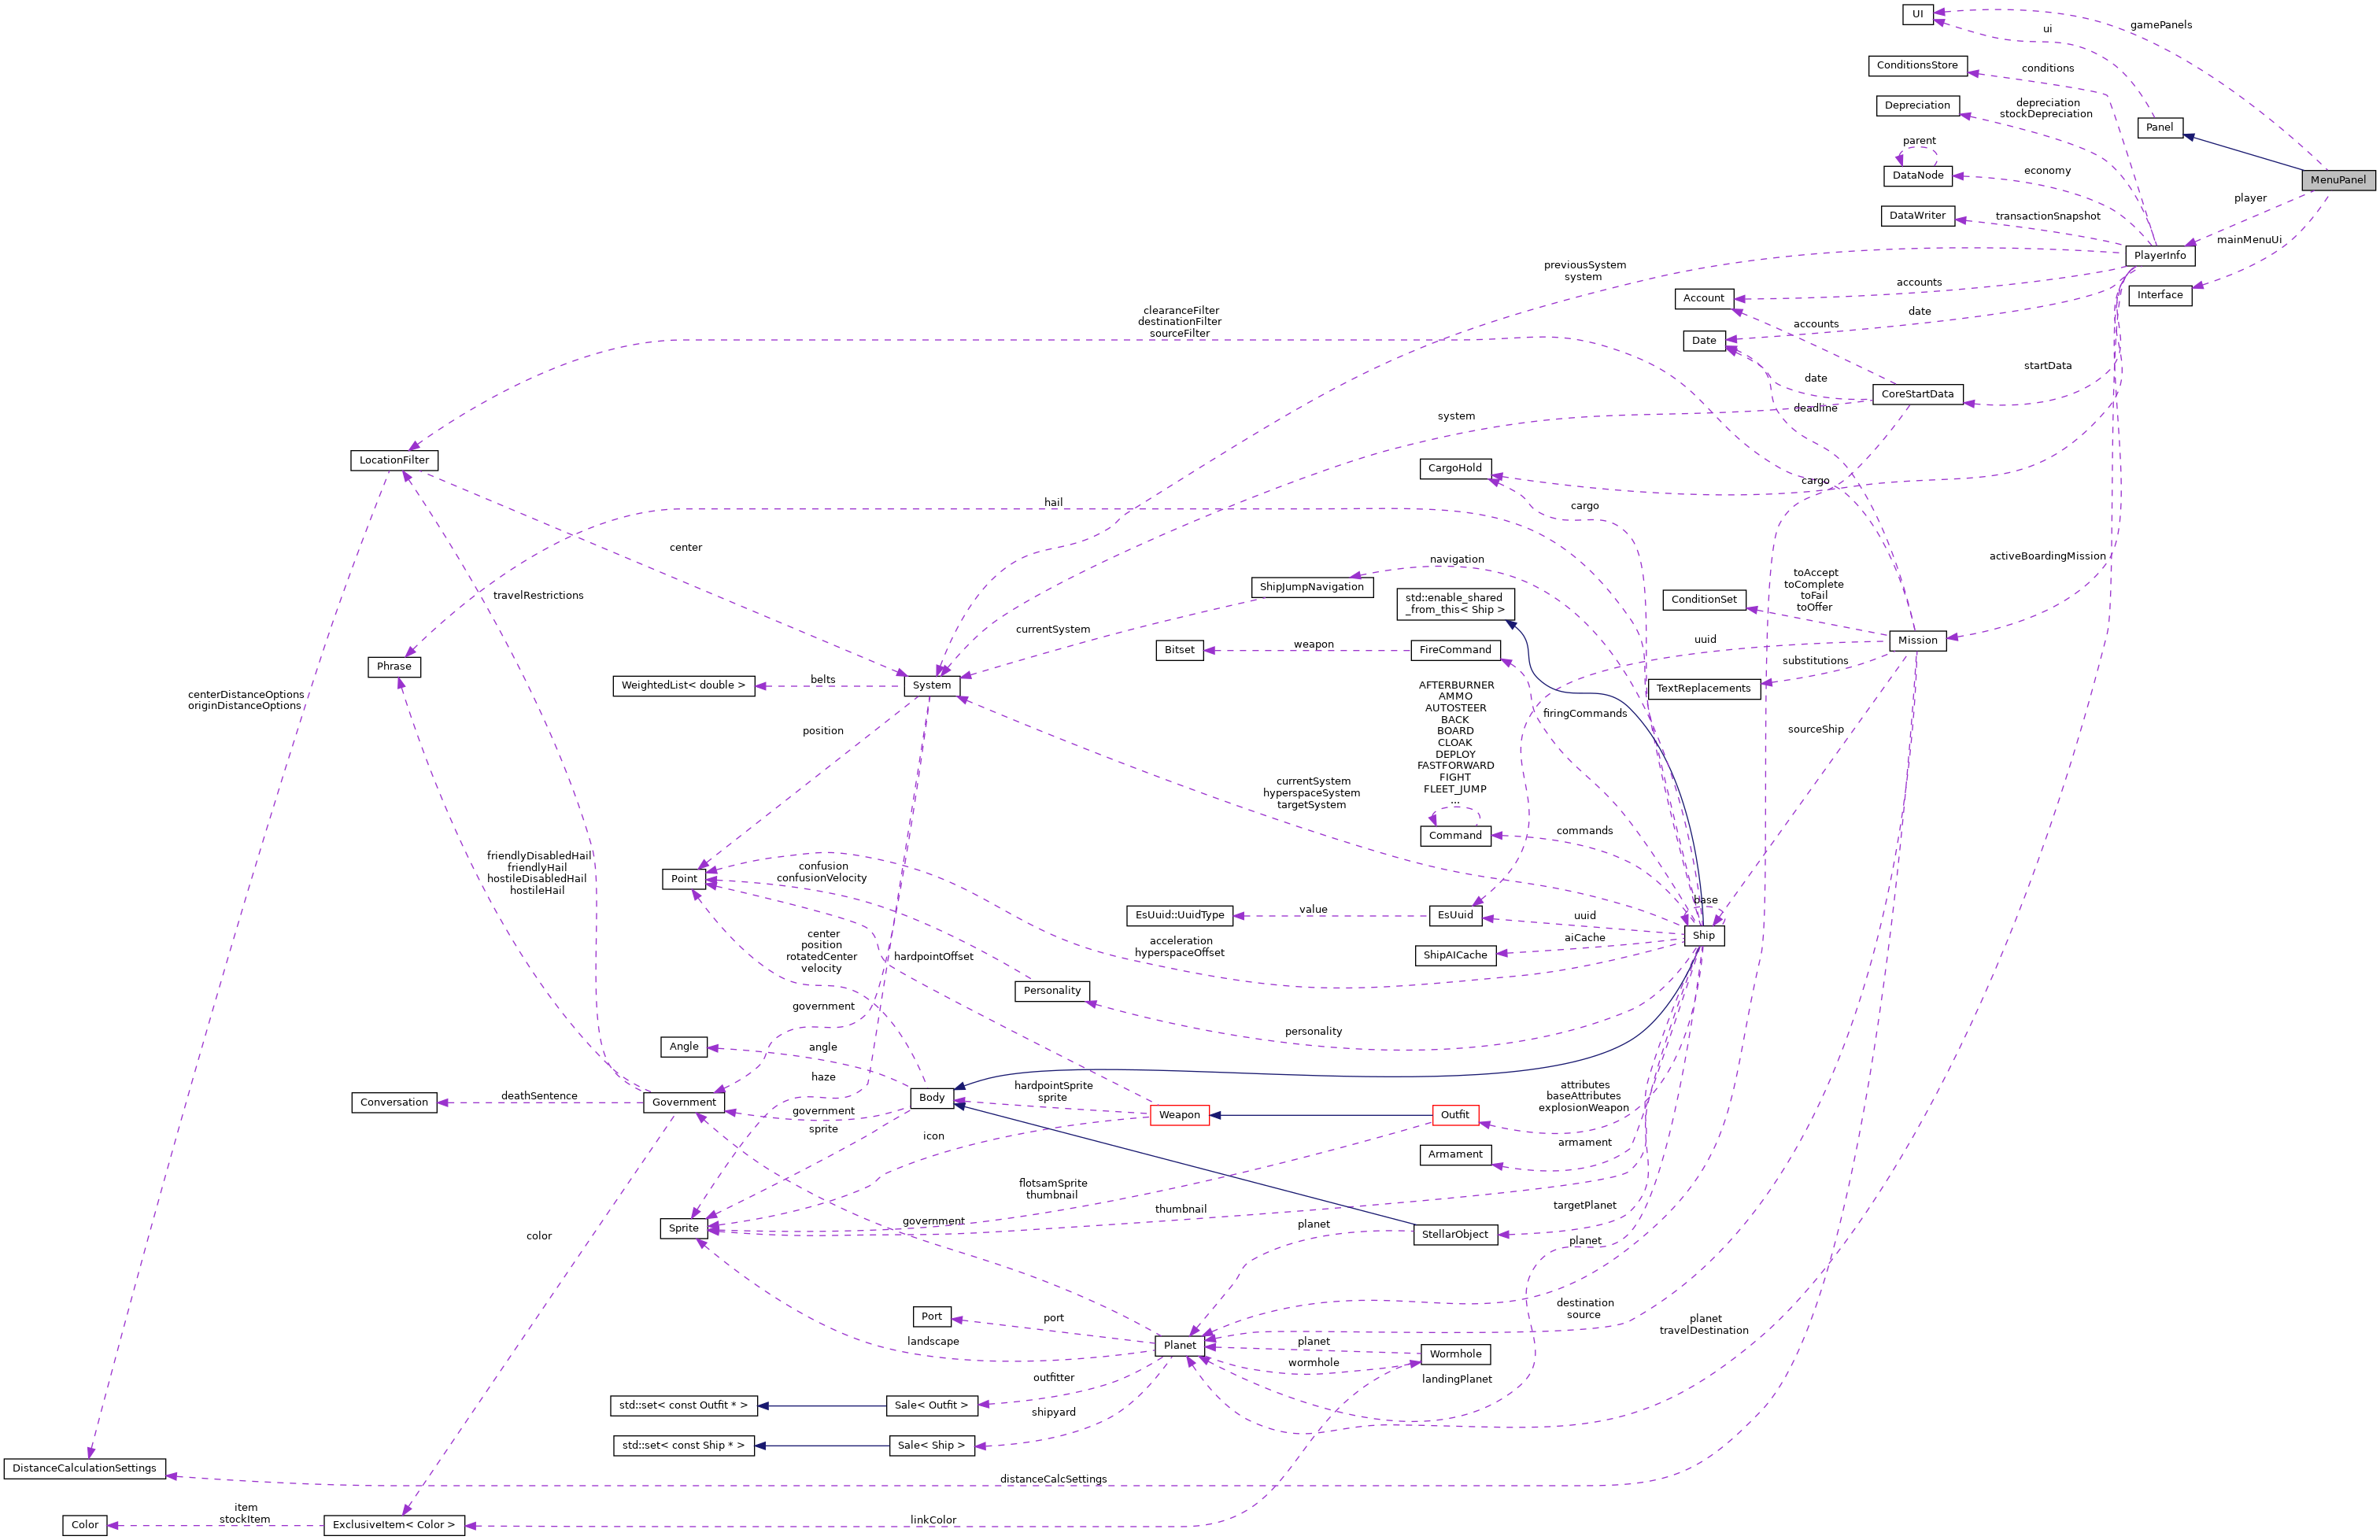 UI
gamePanels
ui
ConditionsStore
conditions
Depreciation
depreciation
stockDepreciation
Panel
parent
DataNode
economy
MenuPanel
player
DataWriter
transactionSnapshot
mainMenuUi
PlayerInfo
previousSystem
system
Account
accounts
Interface
clearanceFilter
destinationFilter
sourceFilter
date
accounts
Date
startData
date
CoreStartData
deadline
system
LocationFilter
CargoHold
cargo
hail
cargo
center
navigation
activeBoardingMission
toAccept
toComplete
toFail
toOffer
ShipJumpNavigation
travelRestrictions
std::enable_shared
_from_this< Ship >
ConditionSet
currentSystem
uuid
Mission
weapon
Bitset
FireCommand
substitutions
Phrase
belts
WeightedList< double >
System
TextReplacements
AFTERBURNER
AMMO
AUTOSTEER
BACK
BOARD
CLOAK
DEPLOY
FASTFORWARD
FIGHT
FLEET_JUMP
...
centerDistanceOptions
originDistanceOptions
firingCommands
position
sourceShip
currentSystem
hyperspaceSystem
targetSystem
Command
commands
friendlyDisabledHail
friendlyHail
hostileDisabledHail
hostileHail
confusion
confusionVelocity
Point
base
value
EsUuid::UuidType
EsUuid
uuid
center
position
rotatedCenter
velocity
acceleration
hyperspaceOffset
aiCache
Ship
hardpointOffset
ShipAICache
Personality
government
personality
angle
Angle
haze
hardpointSprite
sprite
attributes
baseAttributes
explosionWeapon
deathSentence
Conversation
Government
Body
government
Weapon
Outfit
sprite
icon
armament
Armament
flotsamSprite
thumbnail
thumbnail
targetPlanet
government
planet
Sprite
color
StellarObject
planet
destination
source
Port
port
planet
travelDestination
landscape
Planet
planet
Wormhole
wormhole
outfitter
landingPlanet
std::set< const Outfit * >
Sale< Outfit >
shipyard
std::set< const Ship * >
Sale< Ship >
DistanceCalculationSettings
distanceCalcSettings
item
stockItem
Color
ExclusiveItem< Color >
linkColor